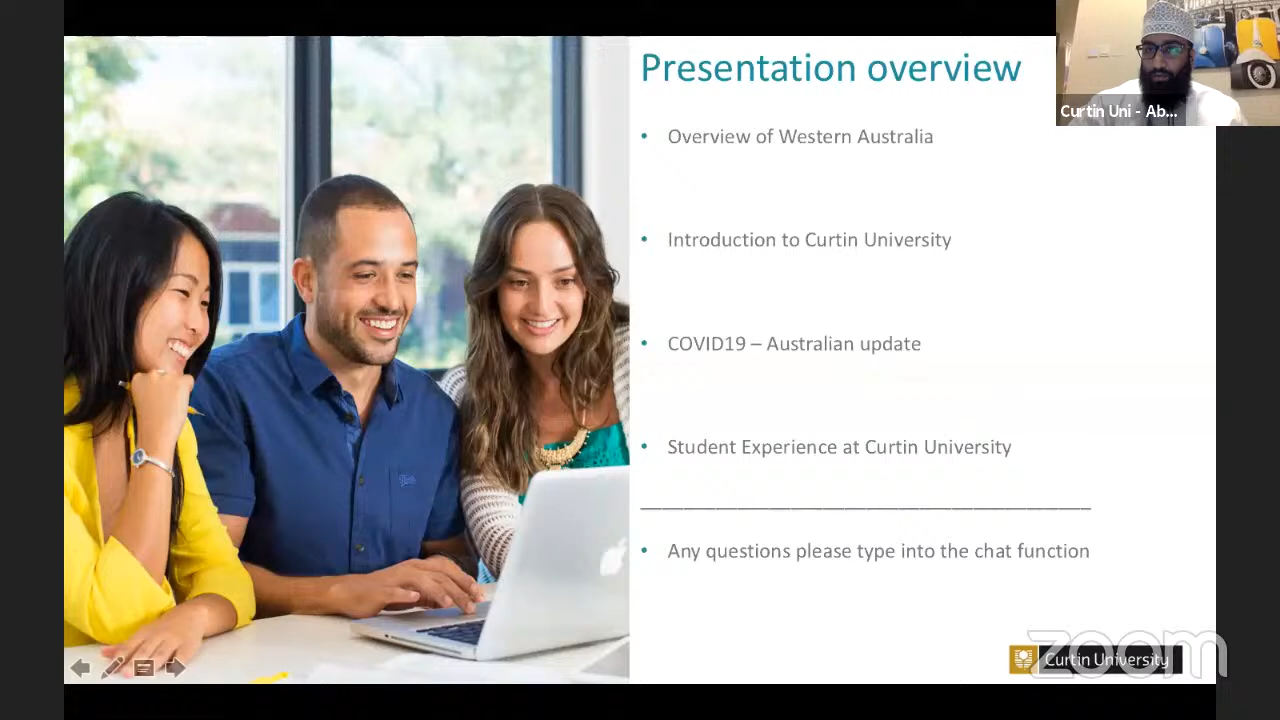 Presentation overview
Curtin Uni - Ab...
• Overview of Western Australia
• Introduction to Curtin University
• COVID19 – Australian update
• Student Experience at Curtin University
• Any questions please type into the chat function
Curtin University
zoom